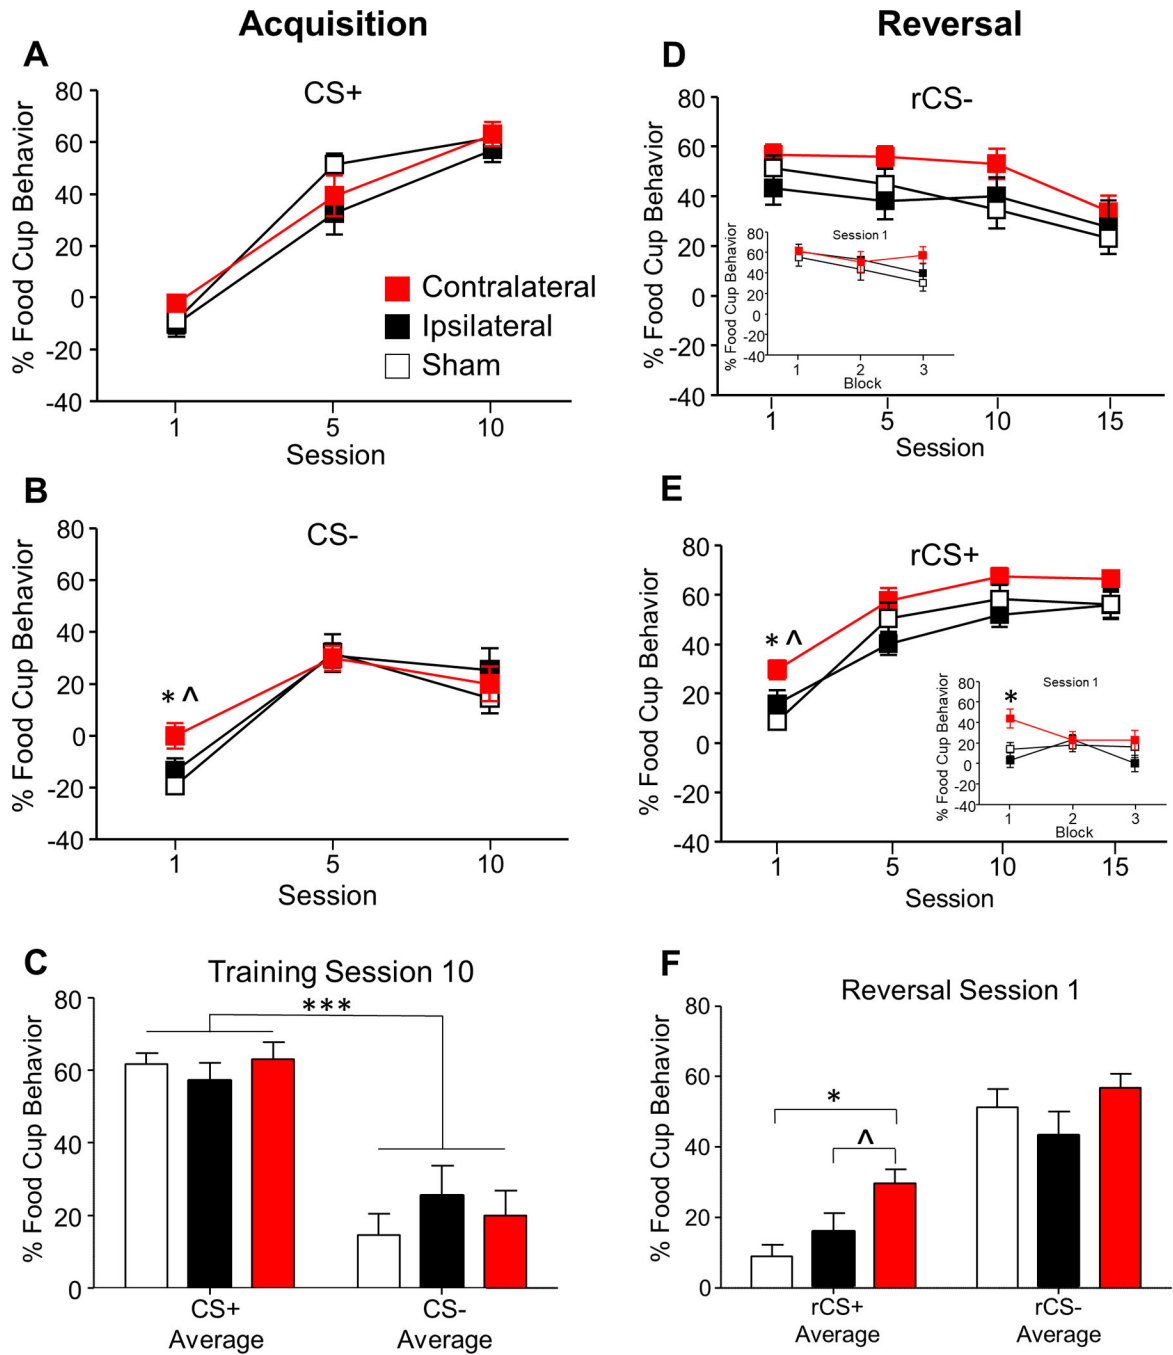 Acquisition
Reversal
A
CS+
% Food Cup Behavior
80
60
40
20
0
-20
-40
1
5
10
Session
Contralateral
Ipsilateral
Sham
D
rCS-
% Food Cup Behavior
80
60
40
20
0
-20
-40
1
5
10
15
Session
Session 1
% Food Cup Behavior
80
60
40
20
0
-20
-40
1
2
3
Block
B
CS-
% Food Cup Behavior
80
60
40
20
0
-20
-40
* ^
1
5
10
Session
E
rCS+
% Food Cup Behavior
80
60
40
20
0
-20
-40
* ^
1
5
10
15
Session
Session 1
% Food Cup Behavior
80
60
40
20
0
-20
-40
*
1
2
3
Block
C
Training Session 10
% Food Cup Behavior
80
60
40
20
0
***
CS+
Average
CS-
Average
F
Reversal Session 1
% Food Cup Behavior
80
60
40
20
0
*
^
rCS+
Average
rCS-
Average